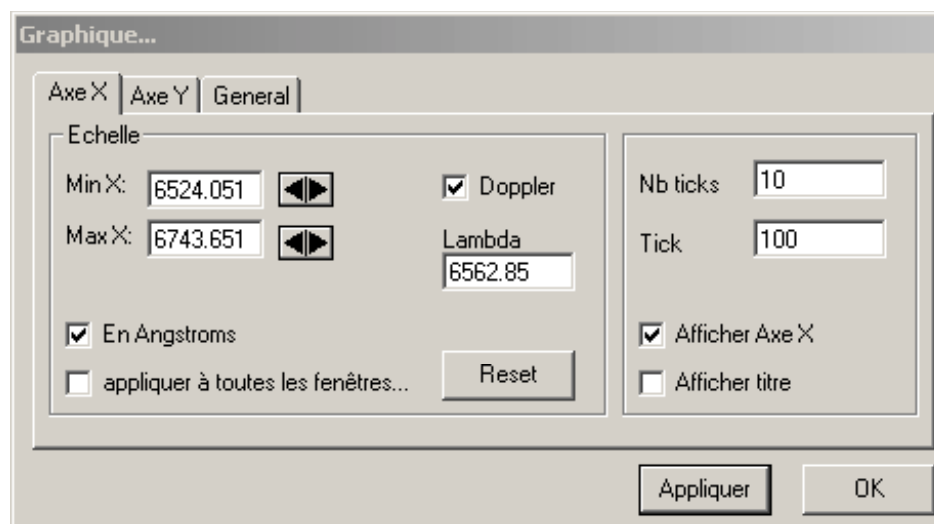 Graphique...
Axe X
Axe Y
General
Echelle
Min X: 6524.051
Doppler
Max X: 6743.651
Lambda
6562.85
En Angstroms
appliquer à toutes les fenêtres...
Reset
Nb ticks 10
Tick 100
Afficher Axe X
Afficher titre
Appliquer
OK